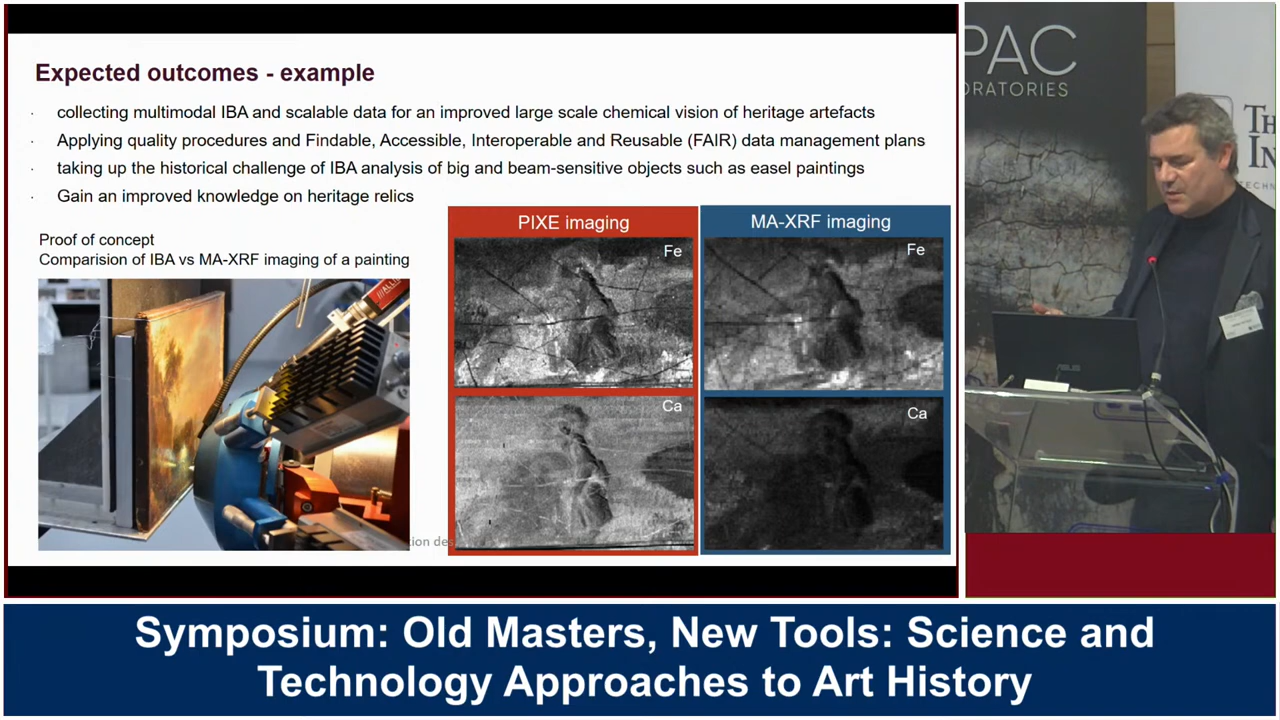 Expected outcomes - example
· collecting multimodal IBA and scalable data for an improved large scale chemical vision of heritage artefacts
· Applying quality procedures and Findable, Accessible, Interoperable and Reusable (FAIR) data management plans
· taking up the historical challenge of IBA analysis of big and beam-sensitive objects such as easel paintings
· Gain an improved knowledge on heritage relics
Proof of concept
Comparision of IBA vs MA-XRF imaging of a painting
PIXE imaging
MA-XRF imaging
Fe
Fe
Ca
Ca
PAC
ORATORIES
ASUS
Symposium: Old Masters, New Tools: Science and
Technology Approaches to Art History